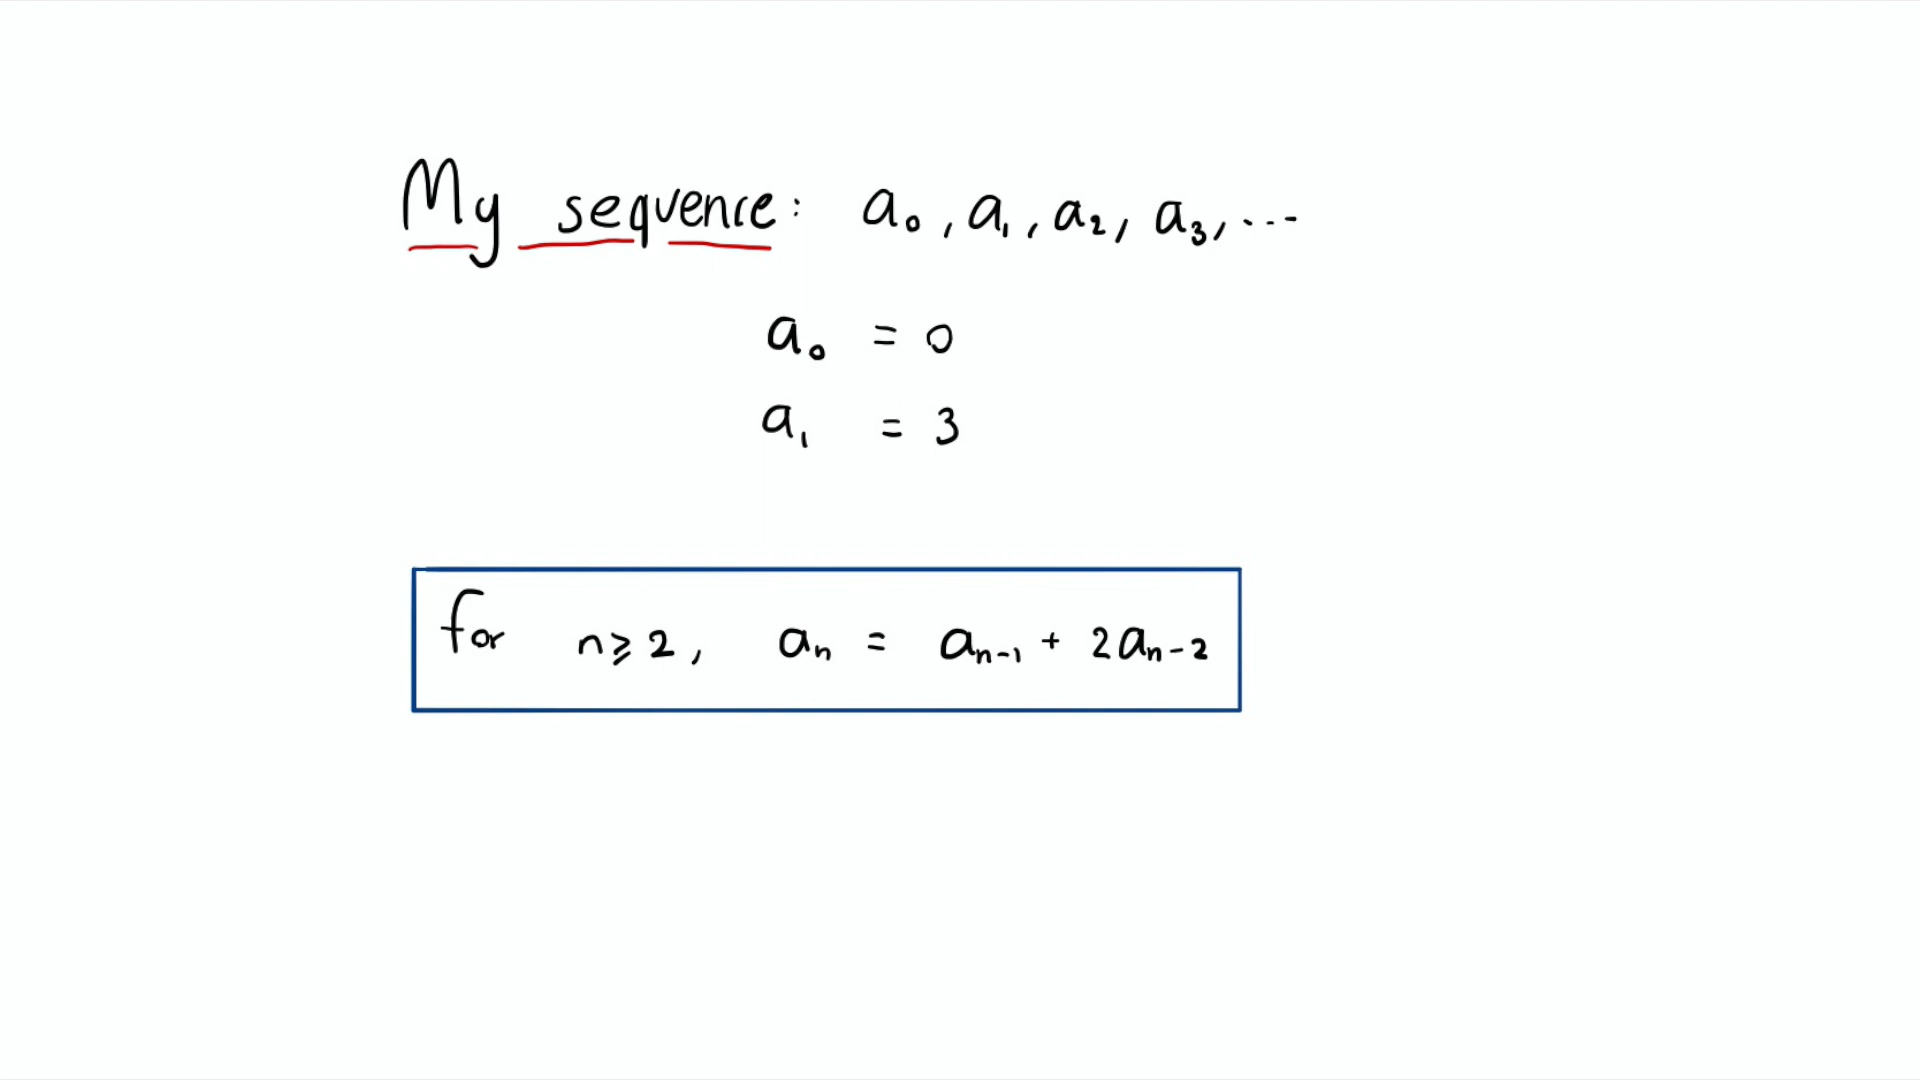 My sequence: a₀, a₁, a₂, a₃, ...
a₀ = 0
a₁ = 3
for n ⩾ 2, aₙ = aₙ₋₁ + 2aₙ₋₂